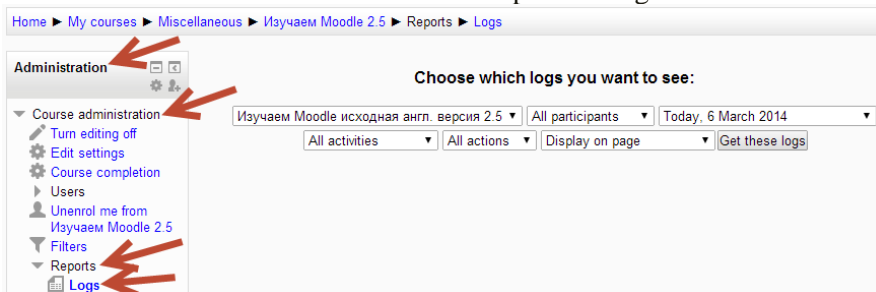 Home ► My courses ► Miscellaneous ► Изучаем Moodle 2.5 ► Reports ► Logs
Administration
Choose which logs you want to see:
Course administration
Turn editing off
Edit settings
Course completion
Users
Unenrol me from
Изучаем Moodle 2.5
Filters
Reports
Logs
Изучаем Moodle исходная англ. версия 2.5 ▼ All participants ▼ Today, 6 March 2014 ▼
All activities ▼ All actions ▼ Display on page ▼ Get these logs